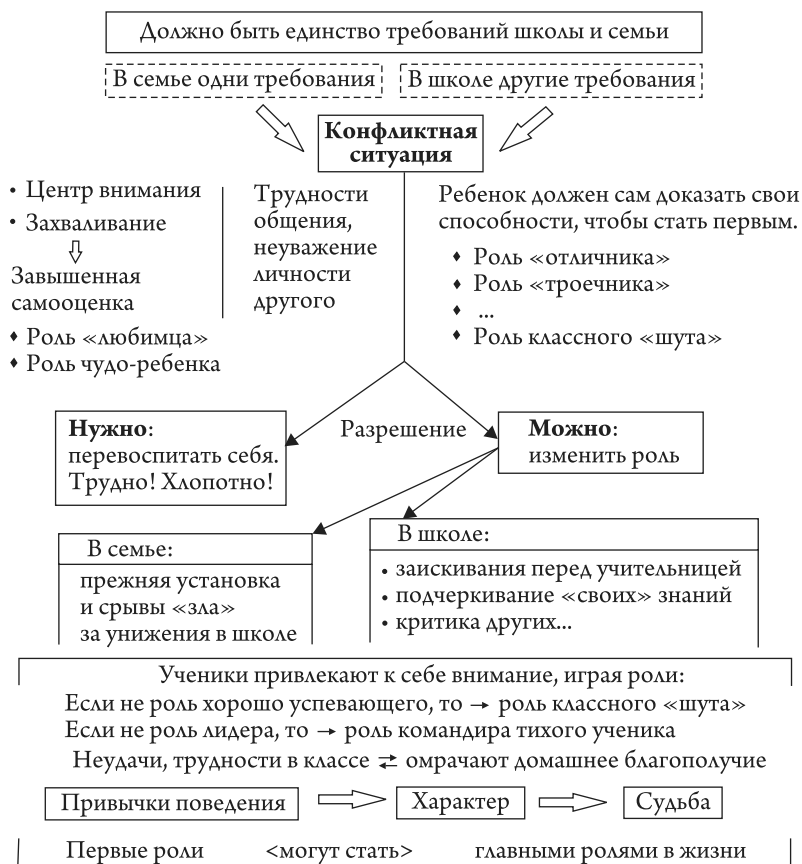 Должно быть единство требований школы и семьи
В семье одни требования
В школе другие требования
Конфликтная
ситуация
• Центр внимания
• Захваливание
Завышенная
самооценка
♦ Роль «любимца»
♦ Роль чудо-ребенка
Трудности
общения,
неуважение
личности
другого
Ребенок должен сам доказать свои
способности, чтобы стать первым.
♦ Роль «отличника»
♦ Роль «троечника»
♦ ...
♦ Роль классного «шута»
Нужно:
перевоспитать себя.
Трудно! Хлопотно!
Разрешение
Можно:
изменить роль
В семье:
прежняя установка
и срывы «зла»
за унижения в школе
В школе:
• заискивания перед учительницей
• подчеркивание «своих» знаний
• критика других...
Ученики привлекают к себе внимание, играя роли:
Если не роль хорошо успевающего, то → роль классного «шута»
Если не роль лидера, то → роль командира тихого ученика
Неудачи, трудности в классе ⇄ омрачают домашнее благополучие
Привычки поведения
Характер
Судьба
Первые роли <могут стать> главными ролями в жизни